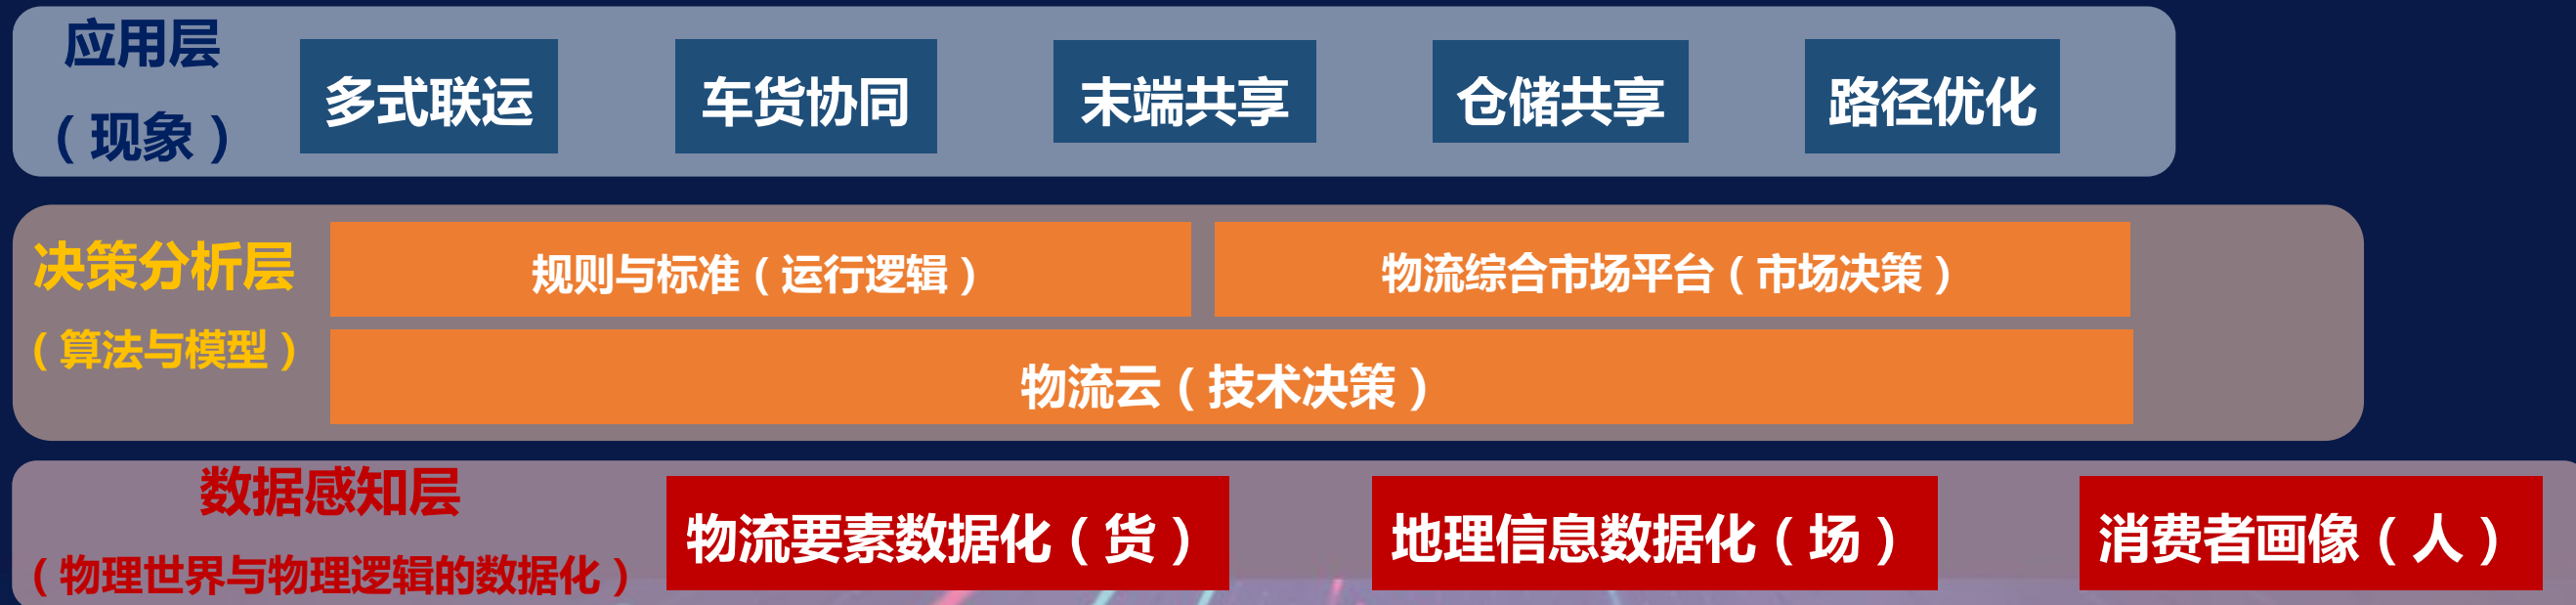 应用层
（现象）
多式联运
车货协同
末端共享
仓储共享
路径优化
决策分析层
（算法与模型）
规则与标准（运行逻辑）
物流综合市场平台（市场决策）
物流云（技术决策）
数据感知层
（物理世界与物理逻辑的数据化）
物流要素数据化（货）
地理信息数据化（场）
消费者画像（人）